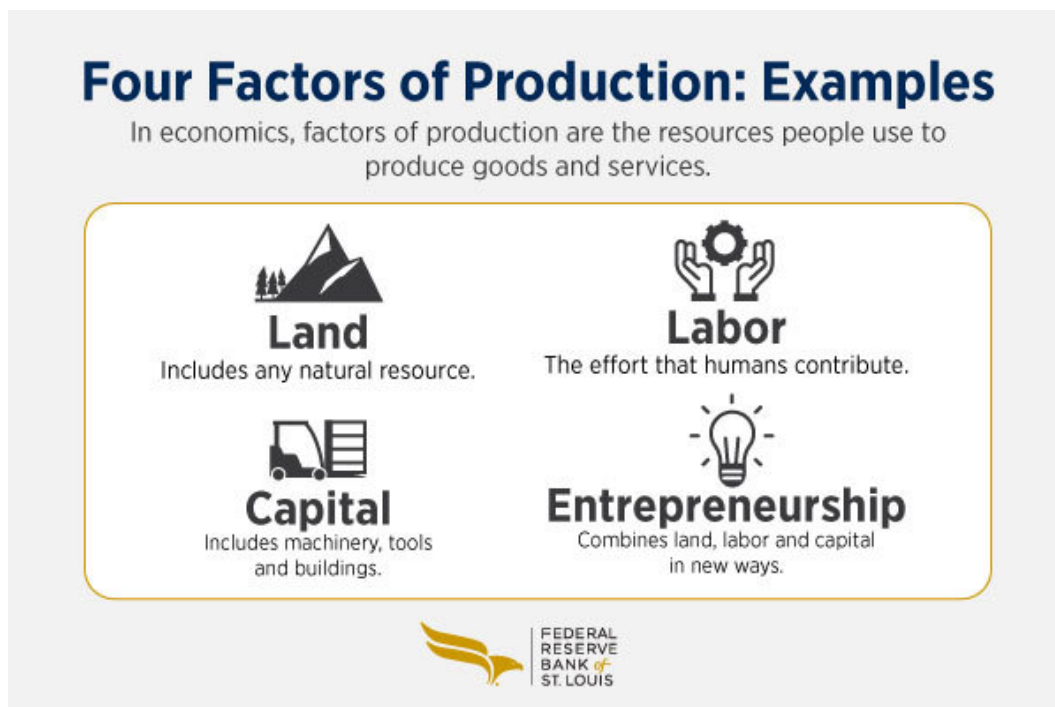 Four Factors of Production: Examples
In economics, factors of production are the resources people use to
produce goods and services.
Land
Includes any natural resource.
Labor
The effort that humans contribute.
Capital
Includes machinery, tools
and buildings.
Entrepreneurship
Combines land, labor and capital
in new ways.
FEDERAL
RESERVE
BANK of
ST. LOUIS